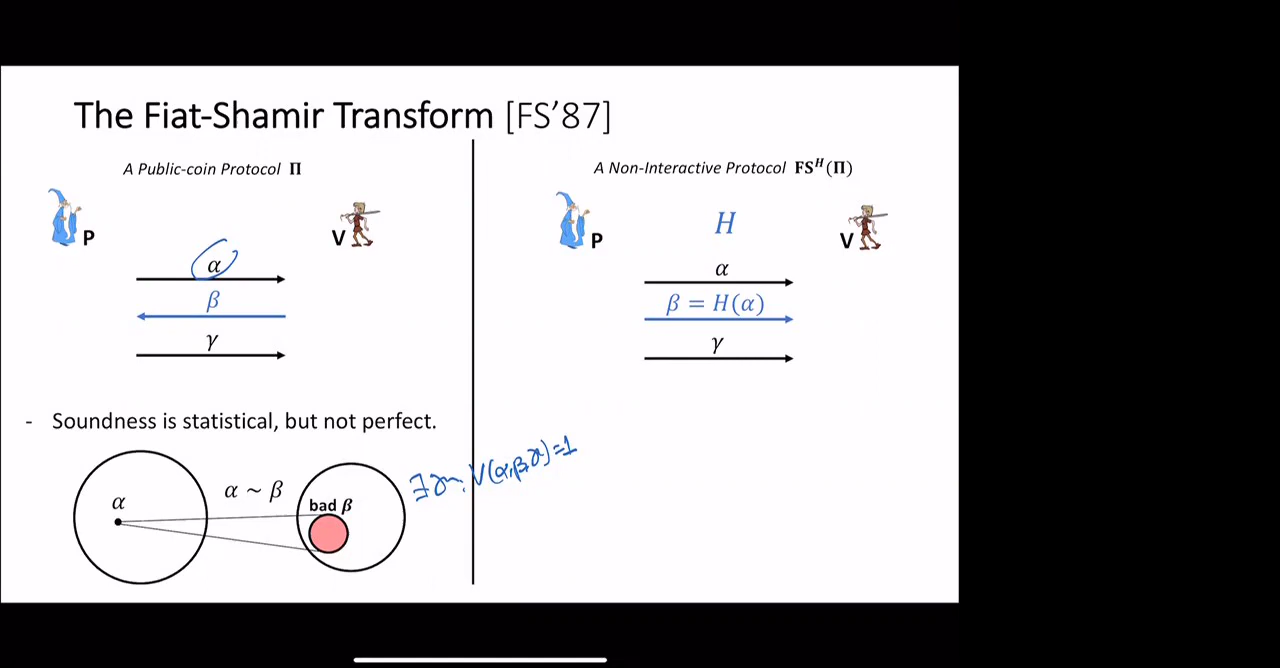 The Fiat-Shamir Transform [FS'87]
A Public-coin Protocol Π
P
V
α
β
γ
- Soundness is statistical, but not perfect.
α
α ~ β
bad β
∃γ: V(α,β,γ)=1
A Non-Interactive Protocol FS^H(Π)
P
H
V
α
β = H(α)
γ